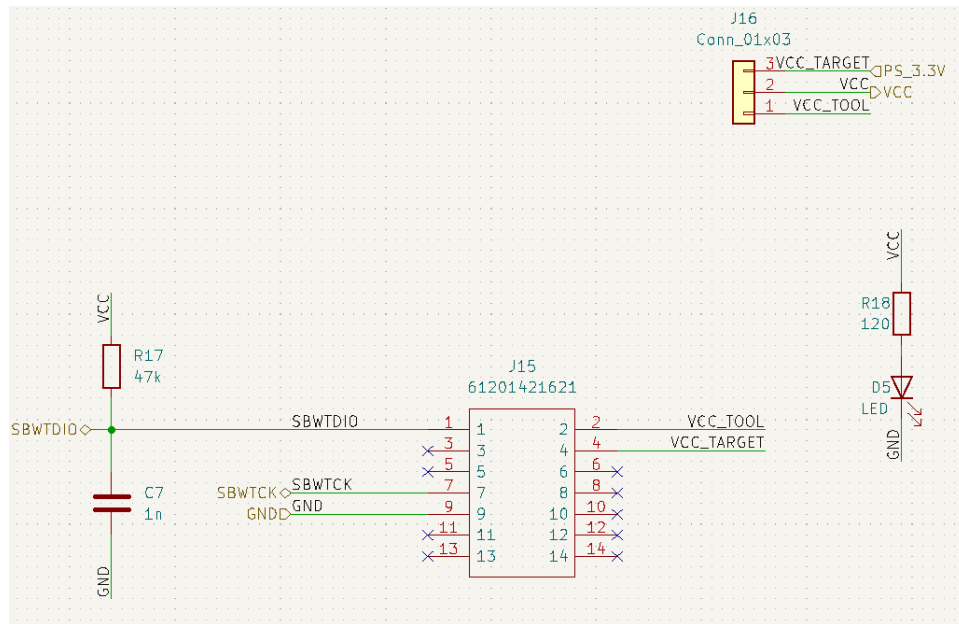 J16
Conn_01x03
3 VCC_TARGET PS_3.3V
2 VCC VCC
1 VCC_TOOL
VCC
R18
120
D5
LED
GND
VCC
R17
47k
SBWTDIO
C7
1n
GND
J15
61201421621
SBWTDIO 1 1 2 2 VCC_TOOL
3 3 4 4 VCC_TARGET
5 5 6 6
SBWTCK SBWTCK 7 7 8 8
GND GND 9 9 10 10
11 11 12 12
13 13 14 14